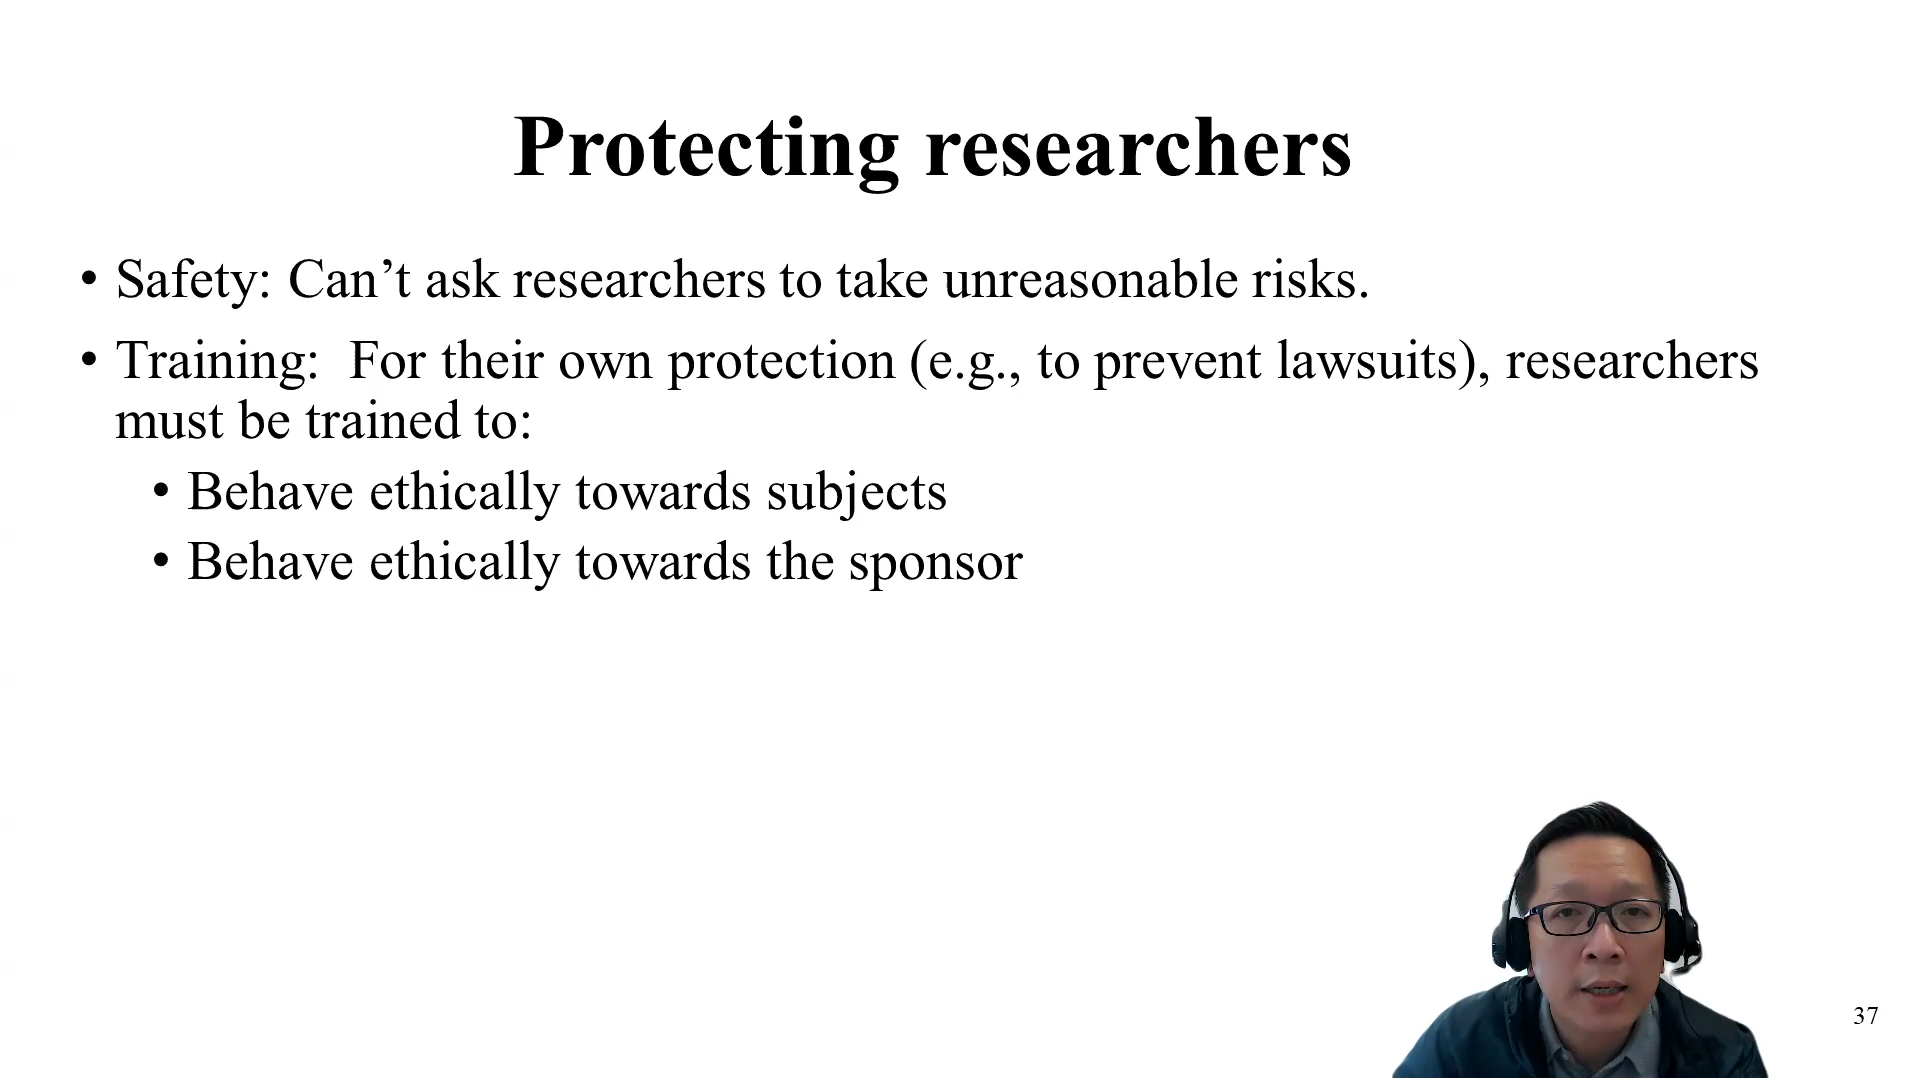 Protecting researchers
• Safety: Can’t ask researchers to take unreasonable risks.
• Training:  For their own protection (e.g., to prevent lawsuits), researchers
must be trained to:
• Behave ethically towards subjects
• Behave ethically towards the sponsor
37